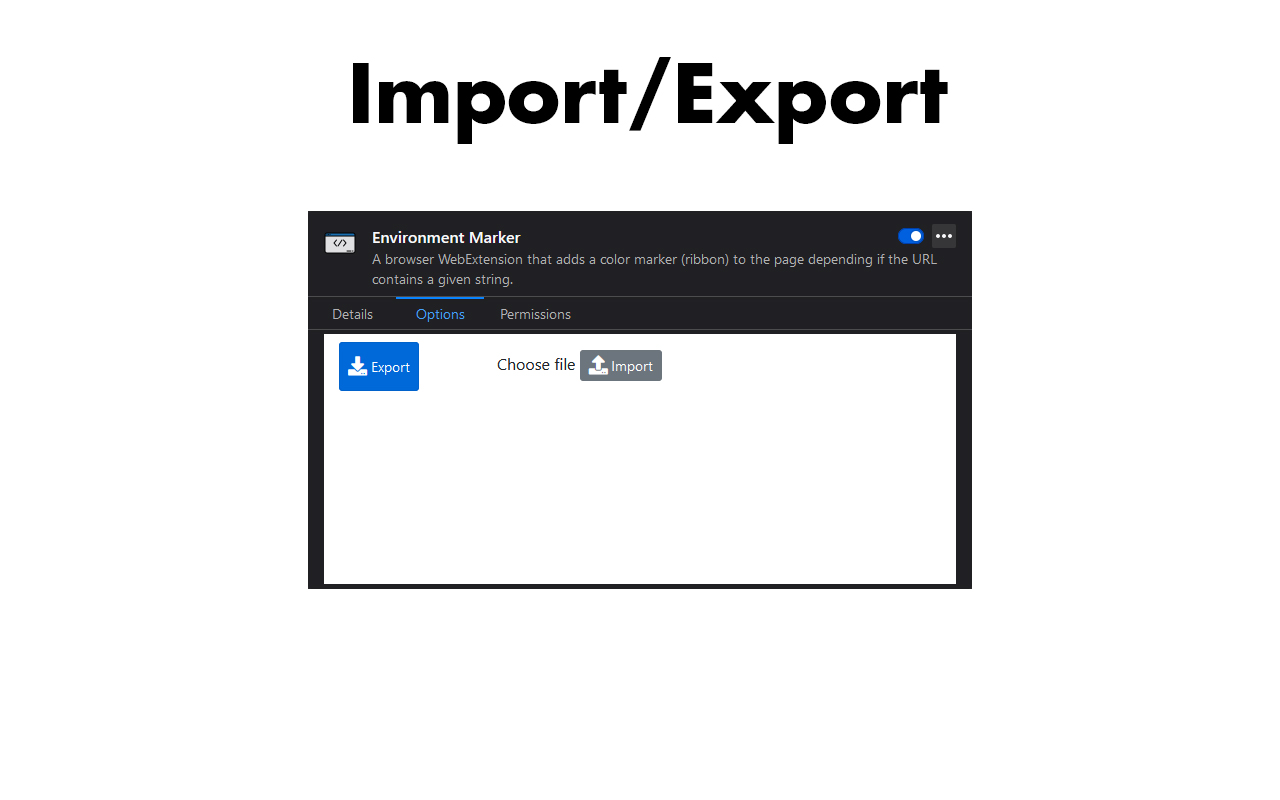 Import/Export
Environment Marker
A browser WebExtension that adds a color marker (ribbon) to the page depending if the URL
contains a given string.
Details Options Permissions
Export Choose file Import